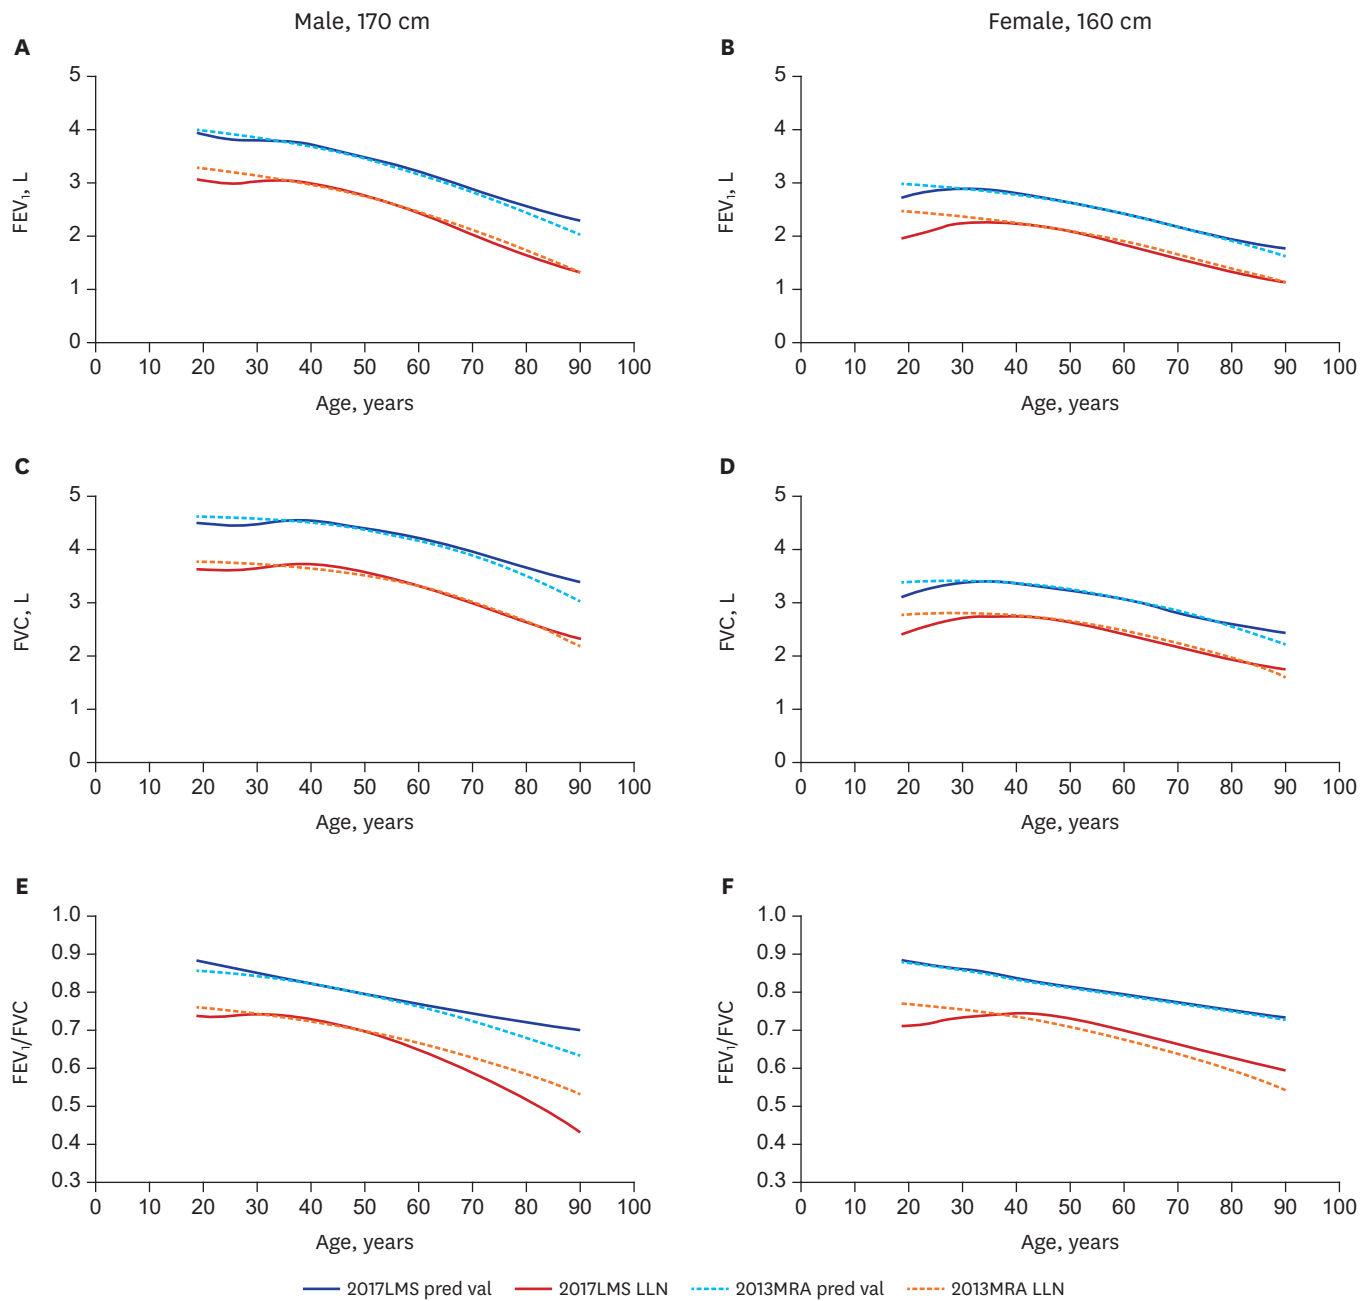 Male, 170 cm
Female, 160 cm
A
B
5
4
3
2
1
0
FEV₁, L
0 10 20 30 40 50 60 70 80 90 100
Age, years
5
4
3
2
1
0
FEV₁, L
0 10 20 30 40 50 60 70 80 90 100
Age, years
C
D
5
4
3
2
1
0
FVC, L
0 10 20 30 40 50 60 70 80 90 100
Age, years
5
4
3
2
1
0
FVC, L
0 10 20 30 40 50 60 70 80 90 100
Age, years
E
F
1.0
0.9
0.8
0.7
0.6
0.5
0.4
0.3
FEV₁/FVC
0 10 20 30 40 50 60 70 80 90 100
Age, years
1.0
0.9
0.8
0.7
0.6
0.5
0.4
0.3
FEV₁/FVC
0 10 20 30 40 50 60 70 80 90 100
Age, years
2017LMS pred val 2017LMS LLN 2013MRA pred val 2013MRA LLN